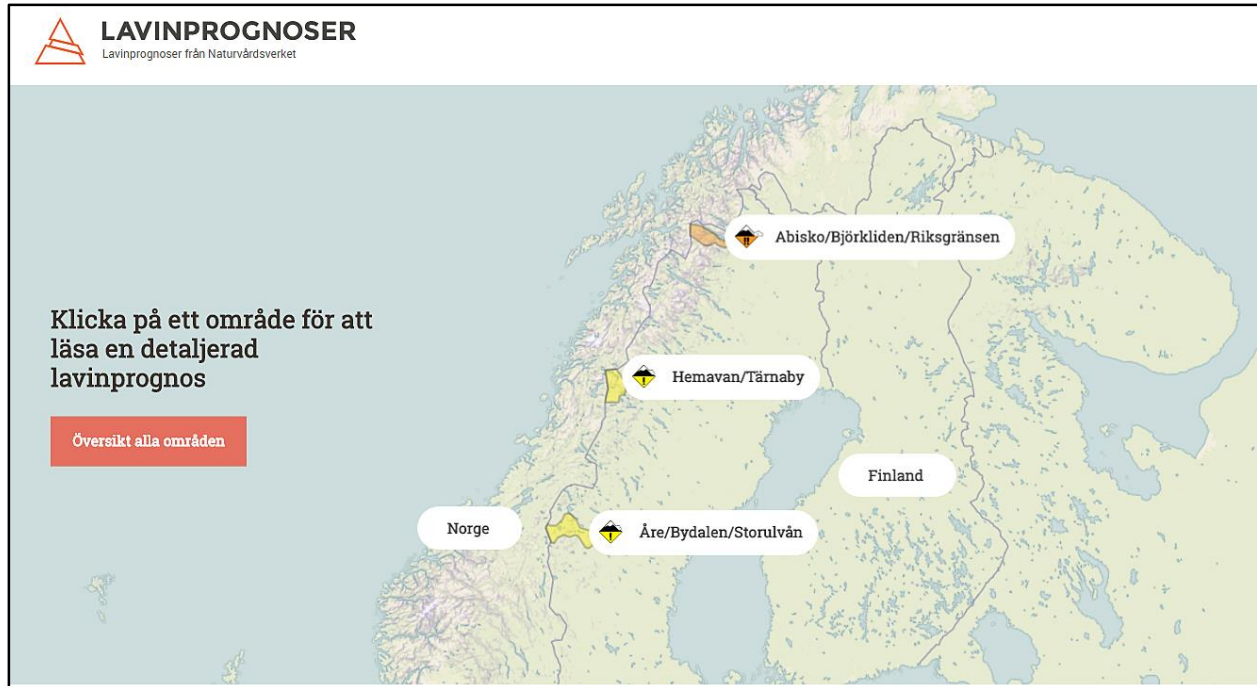 LAVINPROGNOSER
Lavinprognoser från Naturvårdsverket
Abisko/Björkliden/Riksgränsen
Klicka på ett område för att
läsa en detaljerad
lavinprognos
Hemavan/Tärnaby
Översikt alla områden
Finland
Norge
Åre/Bydalen/Storulvån